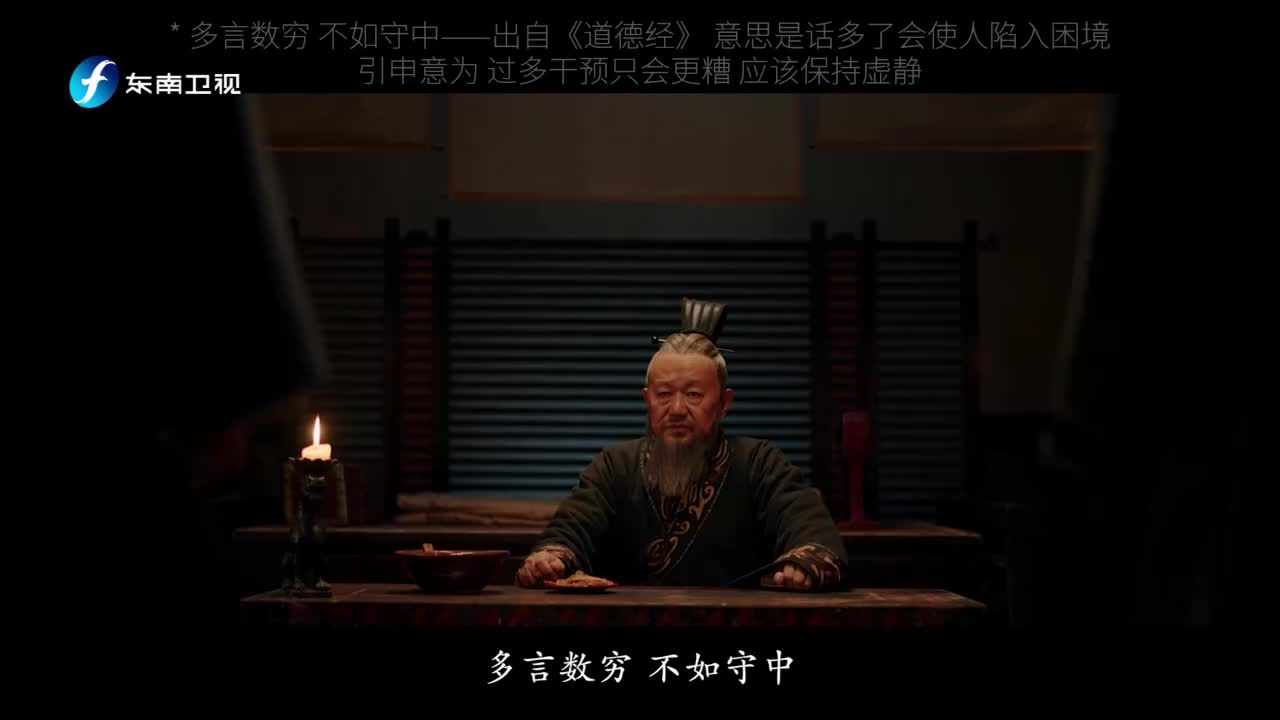 * 多言数穷 不如守中——出自《道德经》 意思是话多了会使人陷入困境
引申意为 过多干预只会更糟 应该保持虚静
东南卫视
多言数穷 不如守中